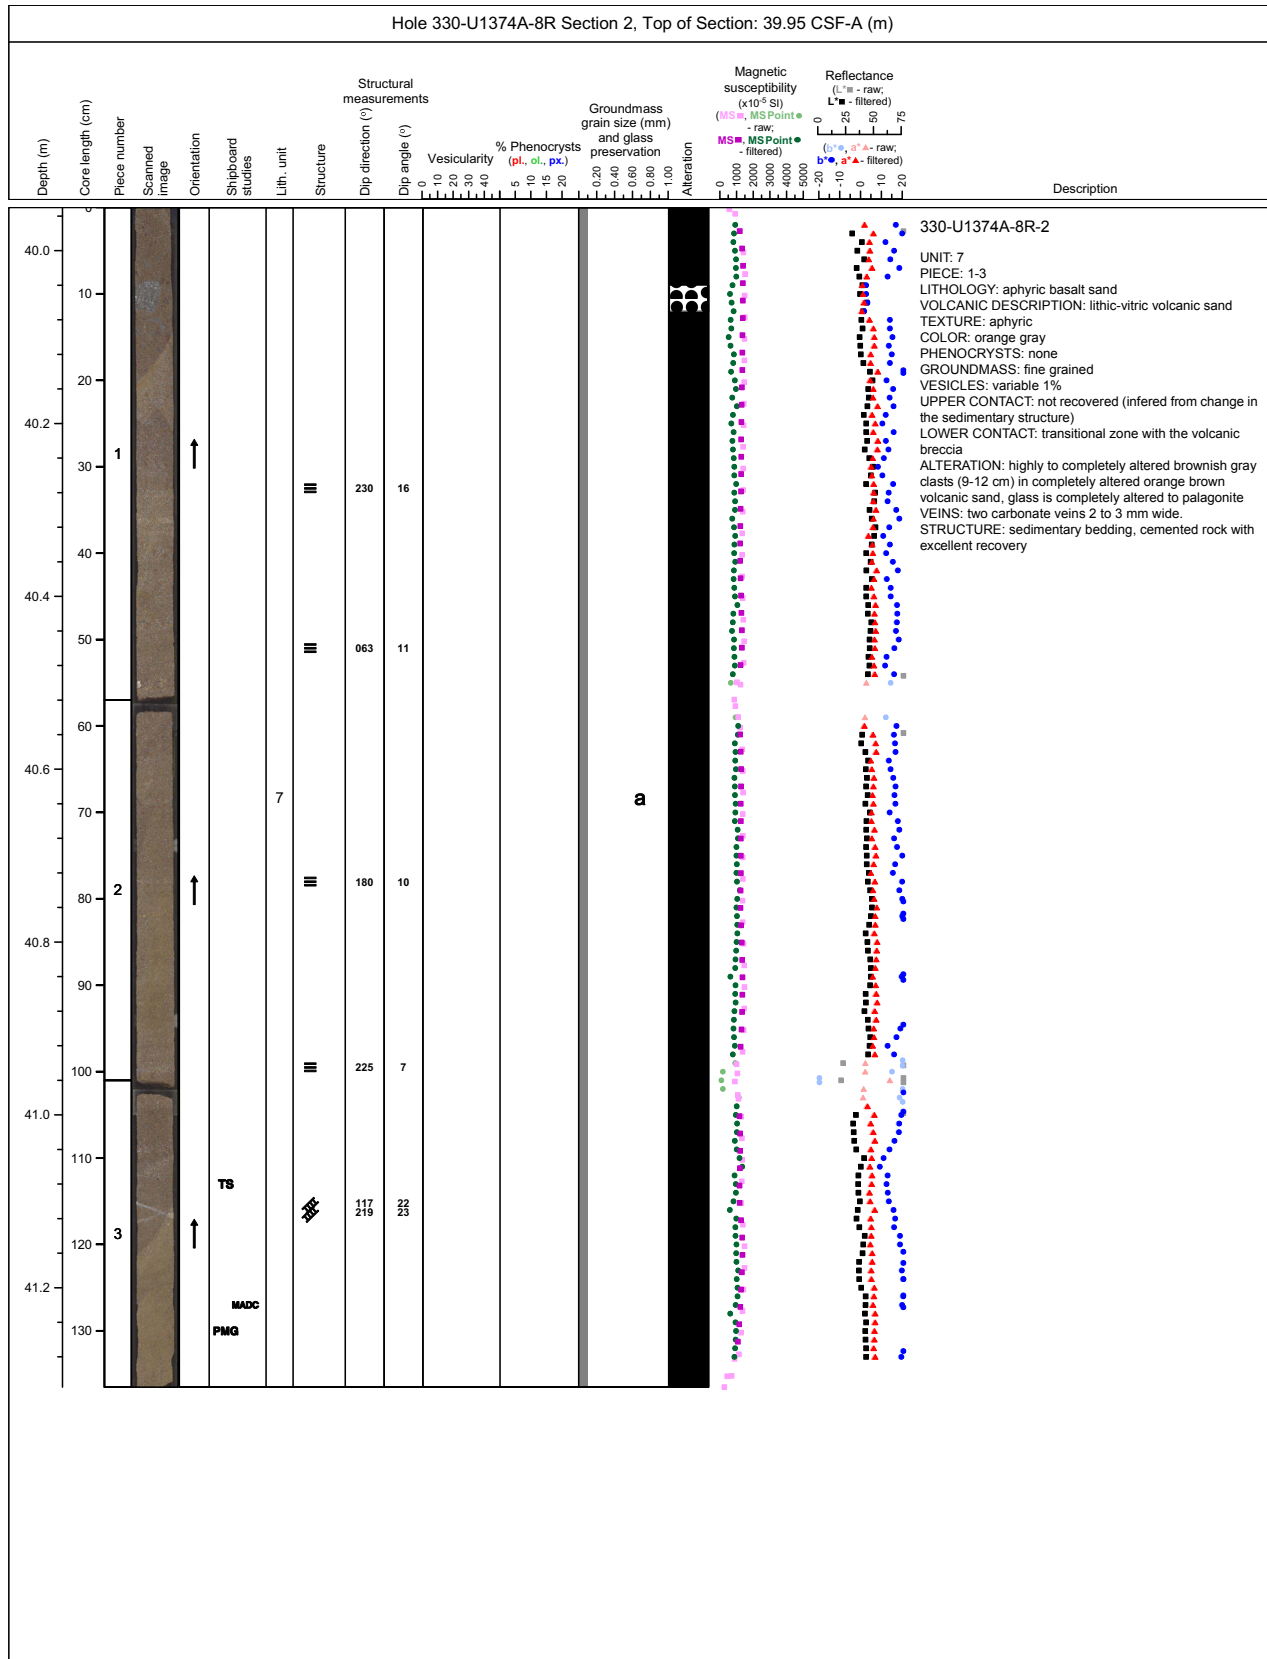 Hole 330-U1374A-8R Section 2, Top of Section: 39.95 CSF-A (m)
Depth (m)
Core length (cm)
Piece number
Scanned image
Orientation
Shipboard studies
Lith. unit
Structure
Structural measurements
Dip direction (°)
Dip angle (°)
Vesicularity
0 10 20 30 40
% Phenocrysts
(pl., ol., px.)
5 10 15 20
Groundmass
grain size (mm)
and glass
preservation
0.20 0.40 0.60 0.80 1.00
Alteration
Magnetic
susceptibility
(x10-5 SI)
(MS, MSPoint
- raw;
MS, MSPoint
- filtered)
0 1000 2000 3000 4000 5000
Reflectance
(L* - raw;
L* - filtered)
0 25 50 75
(b*, a* - raw;
b*, a* - filtered)
-20 -10 0 10 20
Description
0
40.0
10
20
40.2
1
30
230 16
40
40.4
50
063 11
60
40.6
7
70
a
2
80
180 10
40.8
90
100
225 7
41.0
110
TS
117 22
219 23
3
120
41.2
MADC
130
PMG
330-U1374A-8R-2
UNIT: 7
PIECE: 1-3
LITHOLOGY: aphyric basalt sand
VOLCANIC DESCRIPTION: lithic-vitric volcanic sand
TEXTURE: aphyric
COLOR: orange gray
PHENOCRYSTS: none
GROUNDMASS: fine grained
VESICLES: variable 1%
UPPER CONTACT: not recovered (infered from change in
the sedimentary structure)
LOWER CONTACT: transitional zone with the volcanic
breccia
ALTERATION: highly to completely altered brownish gray
clasts (9-12 cm) in completely altered orange brown
volcanic sand, glass is completely altered to palagonite
VEINS: two carbonate veins 2 to 3 mm wide.
STRUCTURE: sedimentary bedding, cemented rock with
excellent recovery